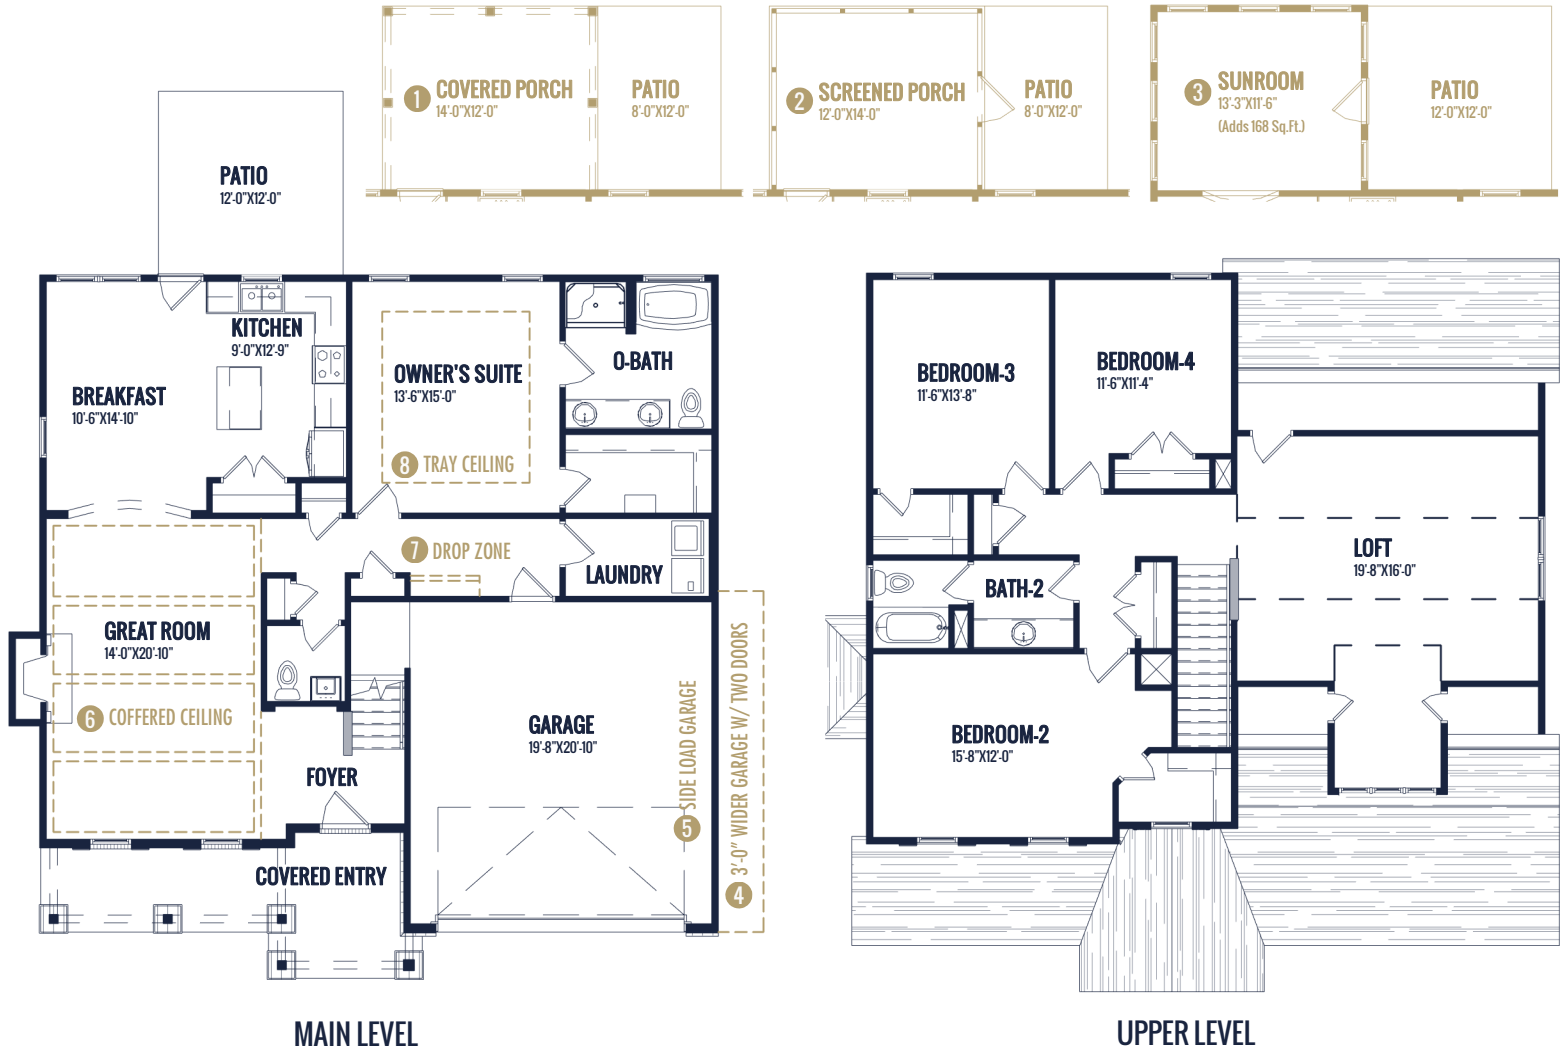 1 COVERED PORCH
14'-0"X12'-0"
PATIO
8'-0"X12'-0"
2 SCREENED PORCH
12'-0"X14'-0"
PATIO
8'-0"X12'-0"
3 SUNROOM
13'-3"X11'-6"
(Adds 168 Sq.Ft.)
PATIO
12'-0"X12'-0"
PATIO
12'-0"X12'-0"
KITCHEN
9'-0"X12'-9"
BREAKFAST
10'-6"X14'-10"
OWNER'S SUITE
13'-6"X15'-0"
8 TRAY CEILING
O-BATH
7 DROP ZONE
LAUNDRY
GREAT ROOM
14'-0"X20'-10"
6 COFFERED CEILING
FOYER
GARAGE
19'-8"X20'-10"
5 SIDE LOAD GARAGE
4 3'-0" WIDER GARAGE W/ TWO DOORS
COVERED ENTRY
MAIN LEVEL
BEDROOM-3
11'-6"X13'-8"
BEDROOM-4
11'-6"X11'-4"
LOFT
19'-8"X16'-0"
BATH-2
BEDROOM-2
15'-8"X12'-0"
UPPER LEVEL